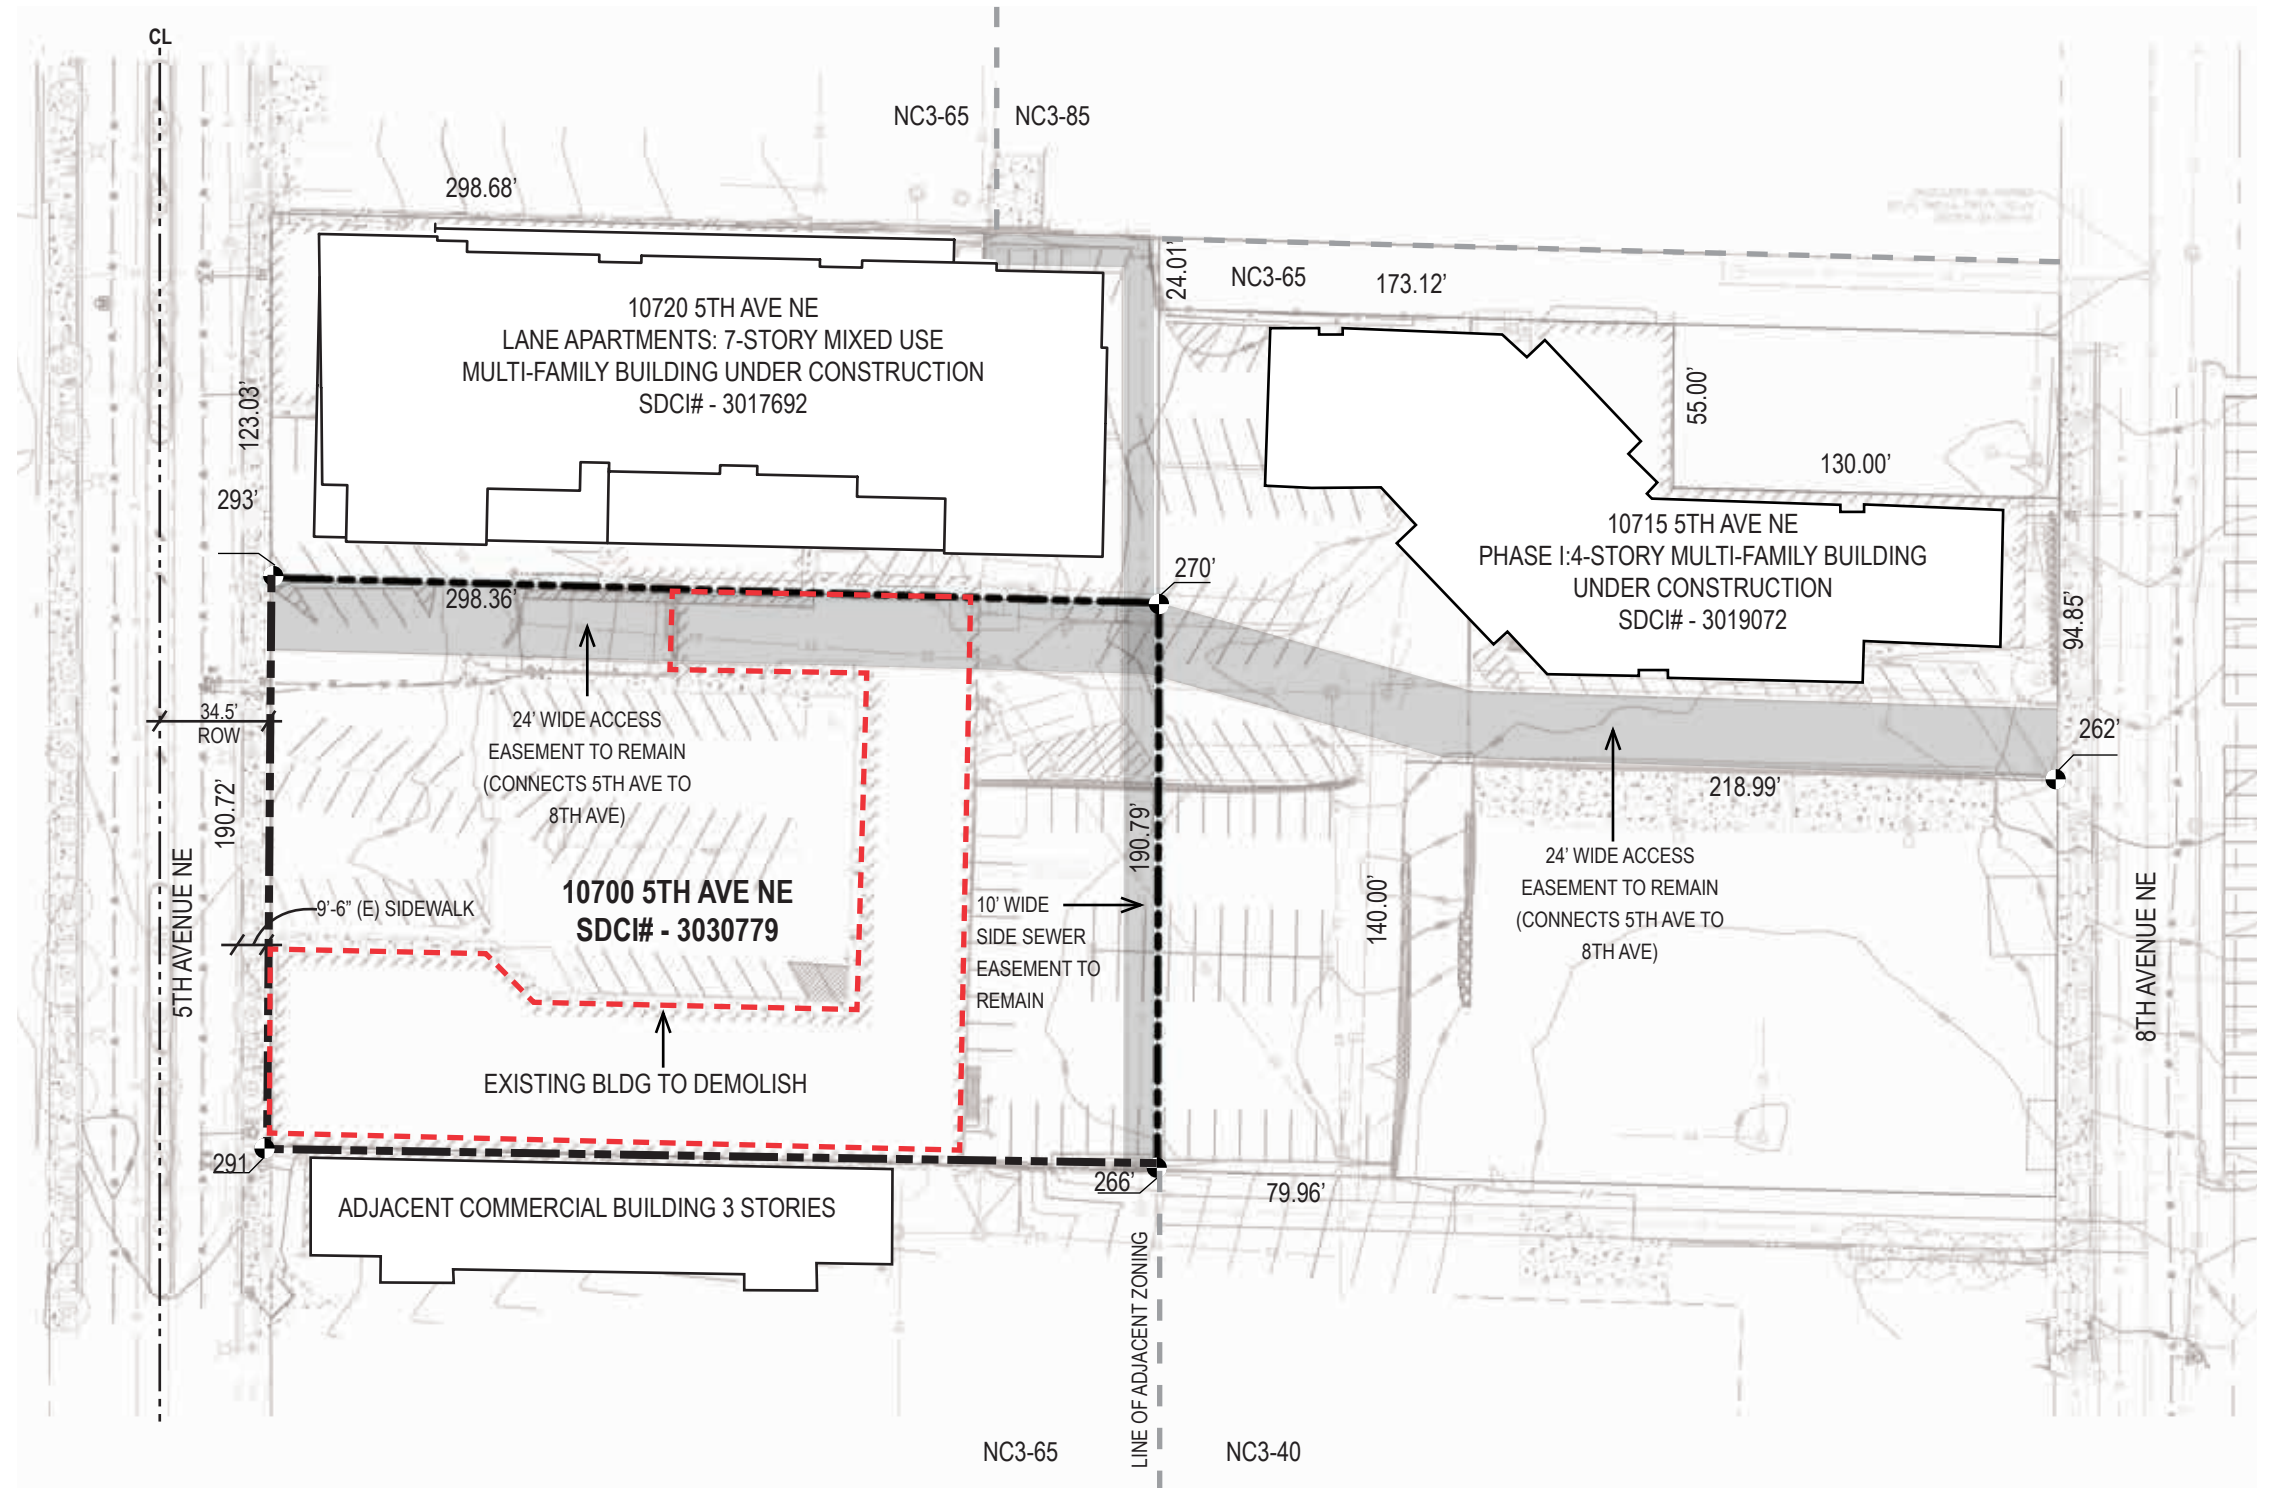 CL
NC3-65
NC3-85
298.68'
24.01'
NC3-65
173.12'
10720 5TH AVE NE
LANE APARTMENTS: 7-STORY MIXED USE
MULTI-FAMILY BUILDING UNDER CONSTRUCTION
SDCI# - 3017692
123.03'
55.00'
130.00'
293'
10715 5TH AVE NE
PHASE I:4-STORY MULTI-FAMILY BUILDING
UNDER CONSTRUCTION
SDCI# - 3019072
270'
298.36'
94.85'
34.5'
ROW
24' WIDE ACCESS
EASEMENT TO REMAIN
(CONNECTS 5TH AVE TO
8TH AVE)
262'
218.99'
190.72'
190.79'
24' WIDE ACCESS
EASEMENT TO REMAIN
(CONNECTS 5TH AVE TO
8TH AVE)
5TH AVENUE NE
9'-6" (E) SIDEWALK
10700 5TH AVE NE
SDCI# - 3030779
10' WIDE
SIDE SEWER
EASEMENT TO
REMAIN
140.00'
8TH AVENUE NE
EXISTING BLDG TO DEMOLISH
291
266'
79.96'
ADJACENT COMMERCIAL BUILDING 3 STORIES
LINE OF ADJACENT ZONING
NC3-65
NC3-40